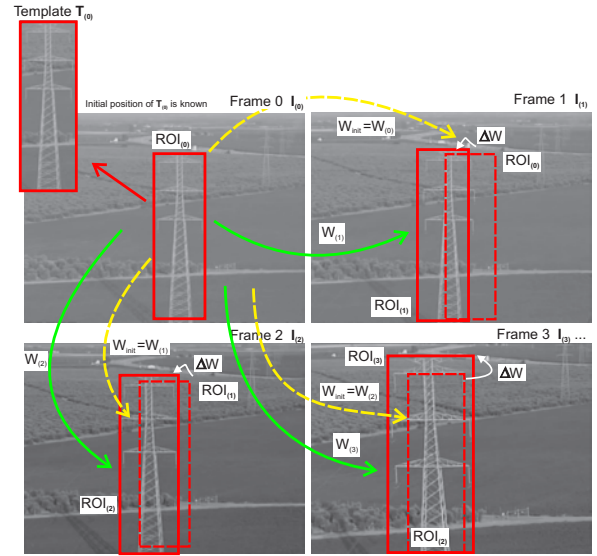 Template T(0)
Initial position of T(0) is known
Frame 0 I(0)
Frame 1 I(1)
ROI(0)
Winit=W(0)
ΔW
ROI(0)
W(1)
ROI(1)
Frame 2 I(2)
Frame 3 I(3) ...
W(2)
Winit=W(1)
ΔW
ROI(1)
ROI(3)
ΔW
Winit=W(2)
W(3)
ROI(2)
ROI(2)